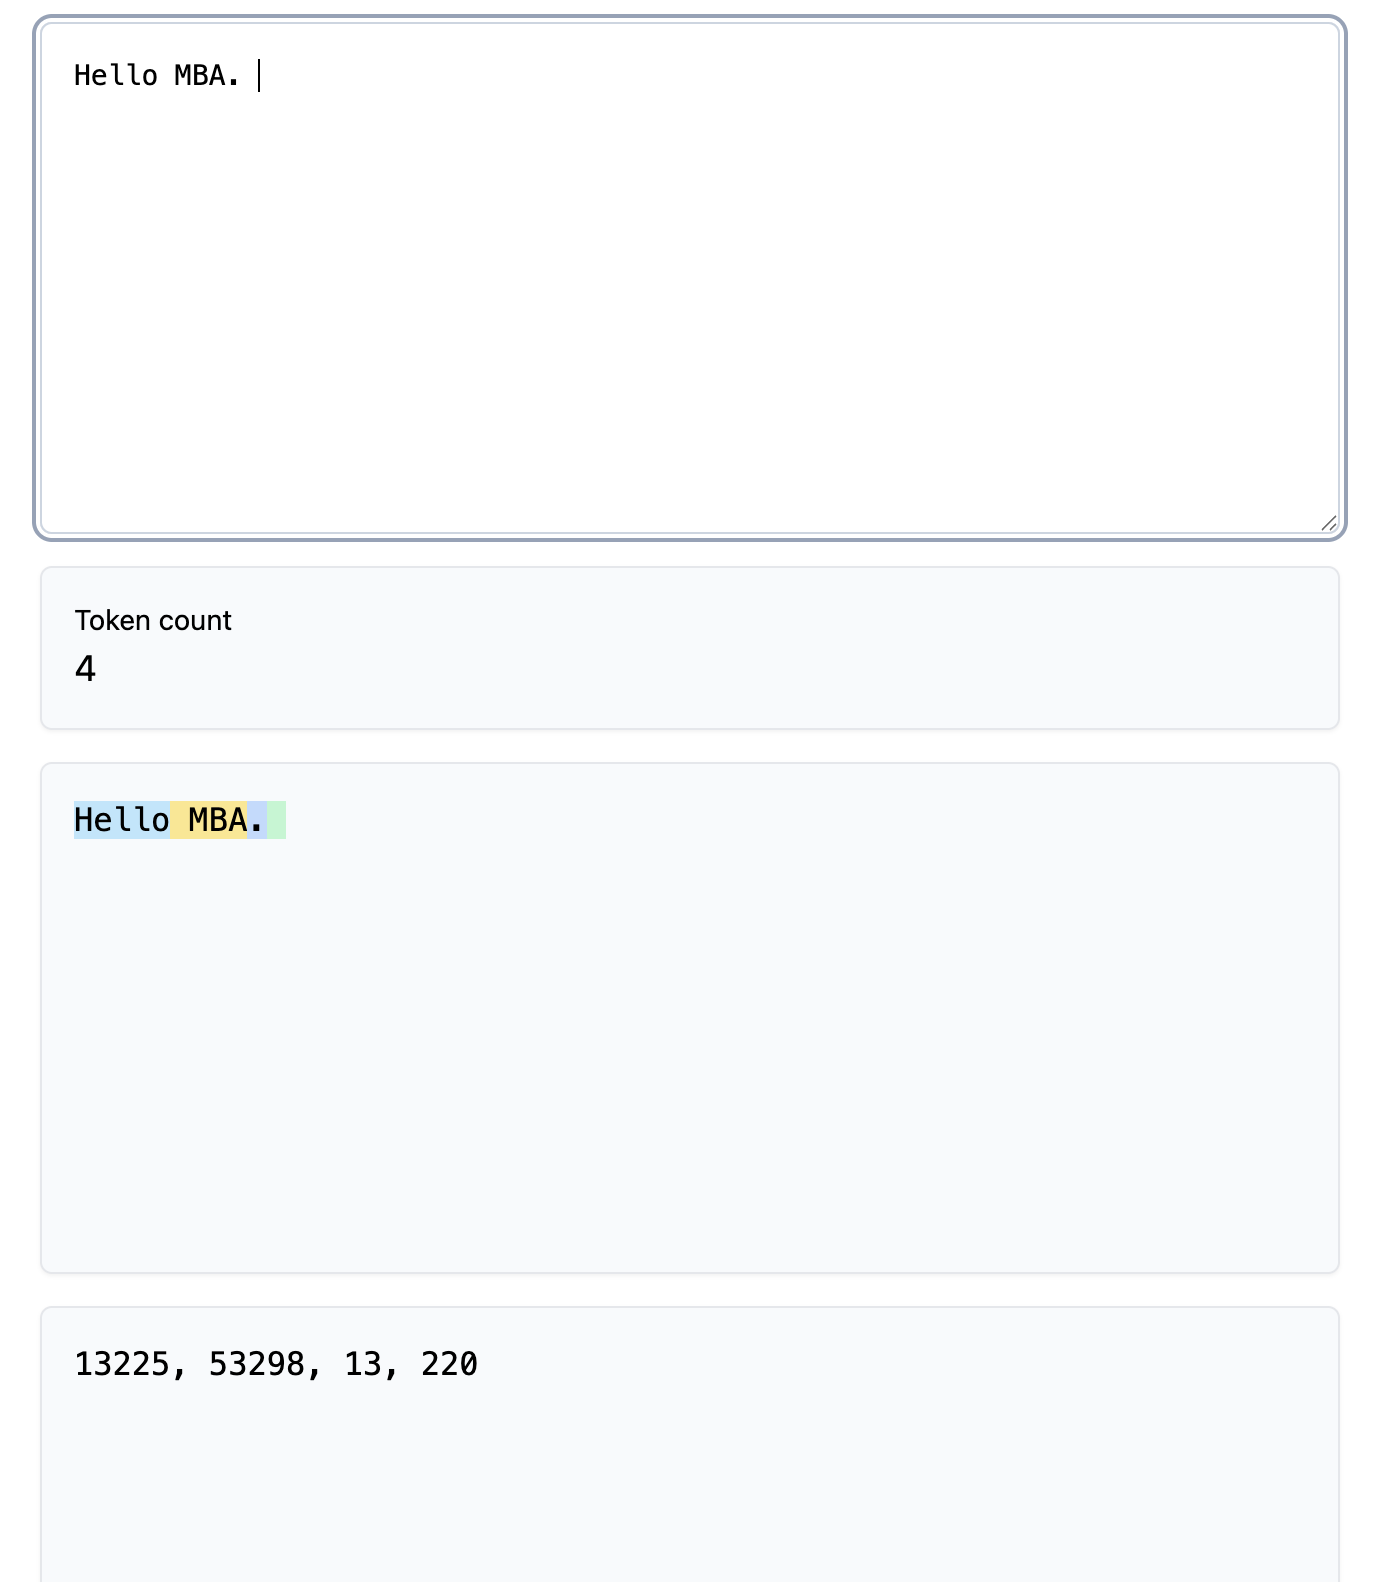 Hello MBA.
Token count
4
Hello MBA.
13225, 53298, 13, 220